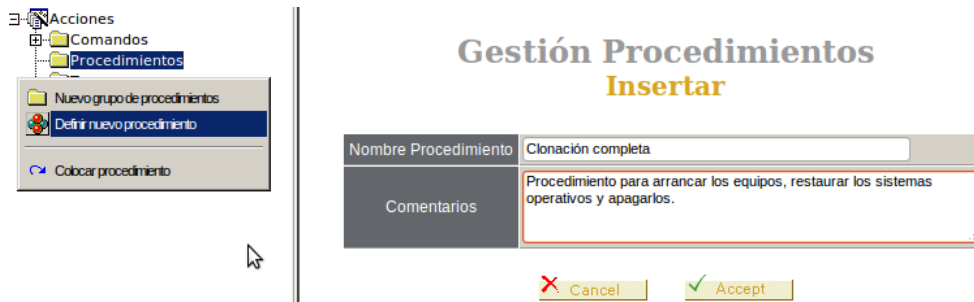 Acciones
Comandos
Procedimientos
Nuevo grupo de procedimientos
Definir nuevo procedimiento
Colocar procedimiento
Gestión Procedimientos
Insertar
Nombre Procedimiento Clonación completa
Comentarios
Procedimiento para arrancar los equipos, restaurar los sistemas
operativos y apagarlos.
Cancel Accept